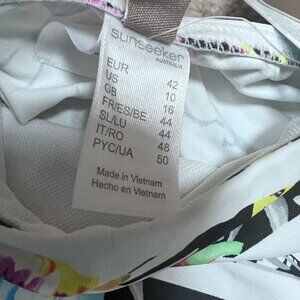 sunseeker
AUSTRALIA
EUR 42
US 10
GB 16
FR/ES/BE 44
SL/LU 44
IT/RO 48
PYC/UA 50
Made in Vietnam
Hecho en Vietnam